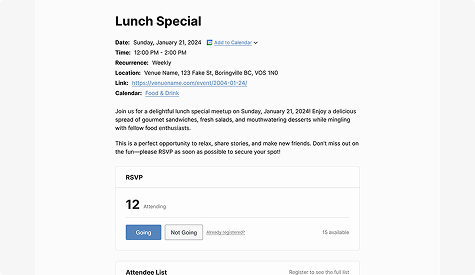 Lunch Special
Date: Sunday, January 21, 2024 Add to Calendar
Time: 12:00 PM - 2:00 PM
Recurrence: Weekly
Location: Venue Name, 123 Fake St, Boringville BC, V0S 1N0
Link: https://venuename.com/event/2004-01-24/
Calendar: Food & Drink
Join us for a delightful lunch special meetup on Sunday, January 21, 2024! Enjoy a delicious
spread of gourmet sandwiches, fresh salads, and mouthwatering desserts while mingling
with fellow food enthusiasts.
This is a perfect opportunity to relax, share stories, and make new friends. Don't miss out
the fun—please RSVP as soon as possible to secure your spot!
RSVP
12 Attending
Going Not Going Already registered? 15 available
Attendee List Register to see the full list